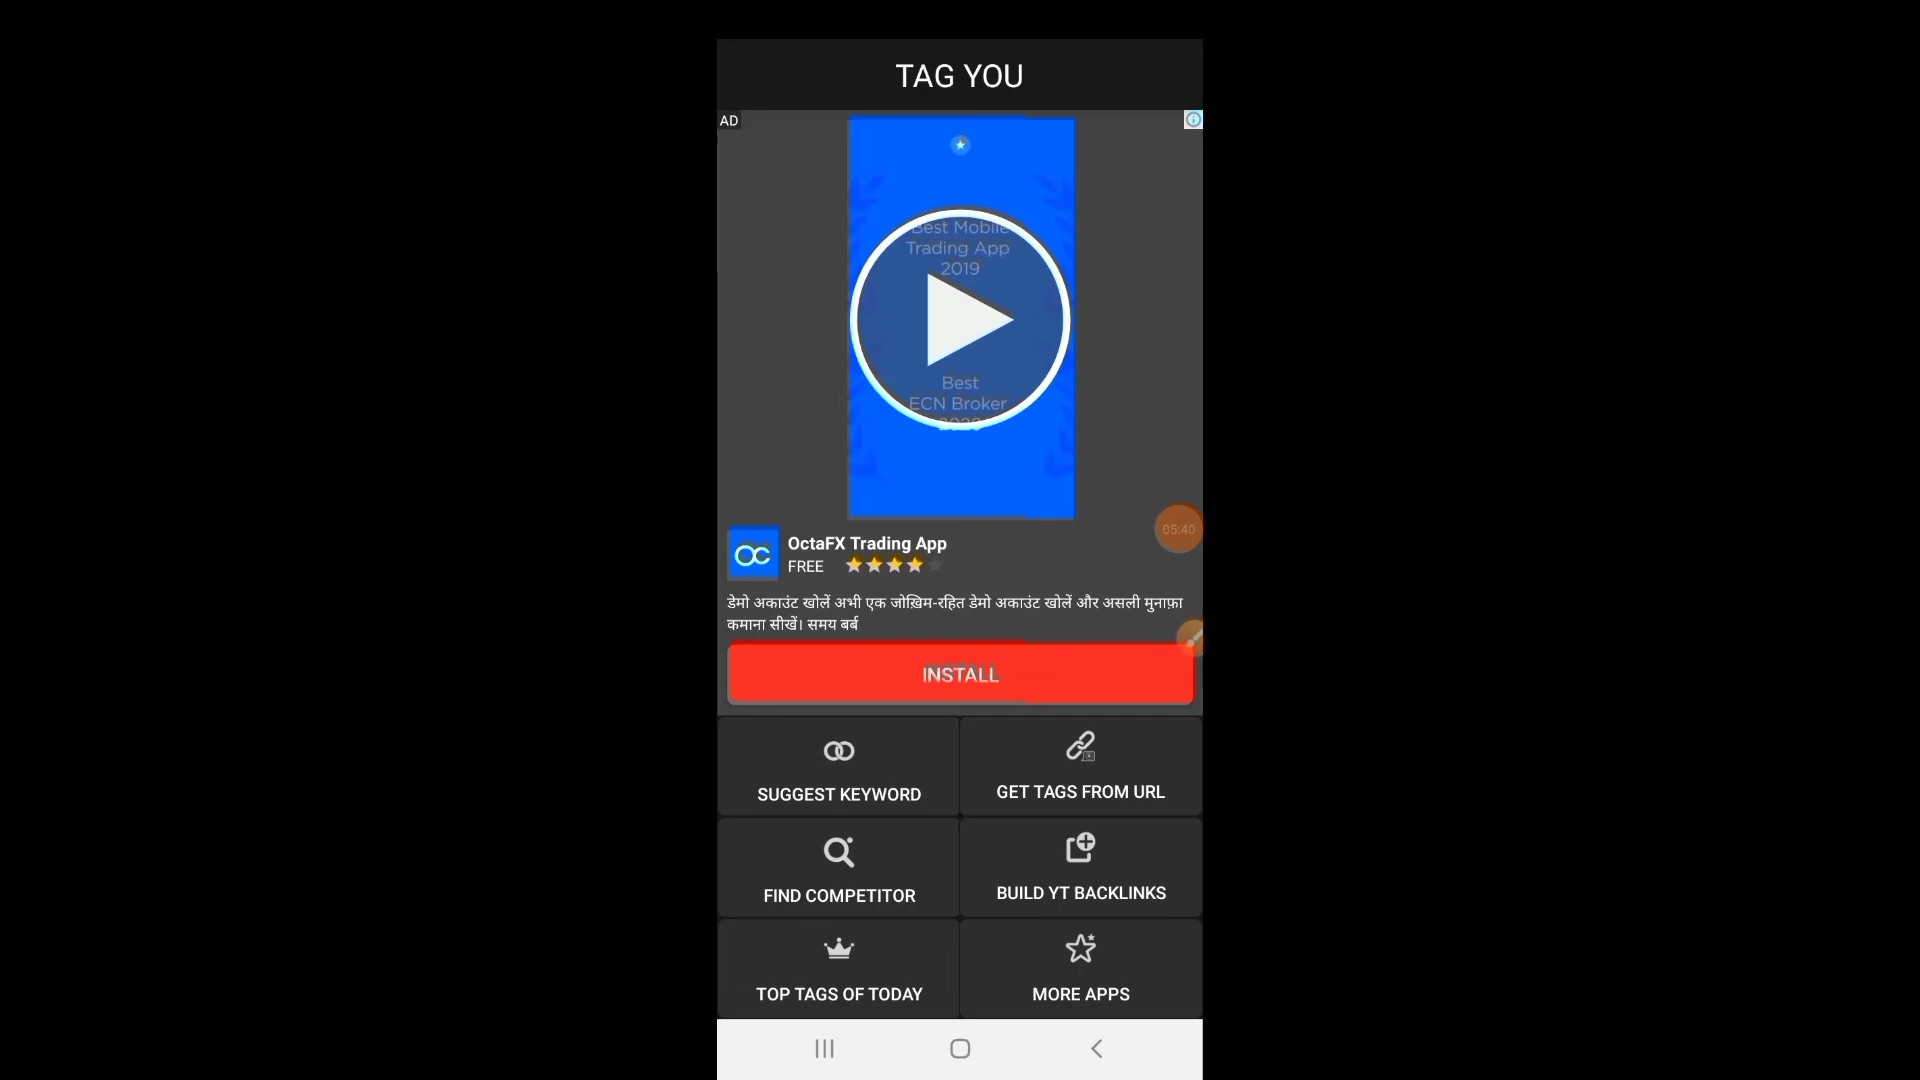 TAG YOU
AD
Best Mobile
Trading App
2019
Best
ECN Broker
2020
OctaFX Trading App
FREE
05:40
डेमो अकाउंट खोलें अभी एक जोख़िम-रहित डेमो अकाउंट खोलें और असली मुनाफ़ा
कमाना सीखें। समय बर्ब
INSTALL
SUGGEST KEYWORD
GET TAGS FROM URL
FIND COMPETITOR
BUILD YT BACKLINKS
TOP TAGS OF TODAY
MORE APPS